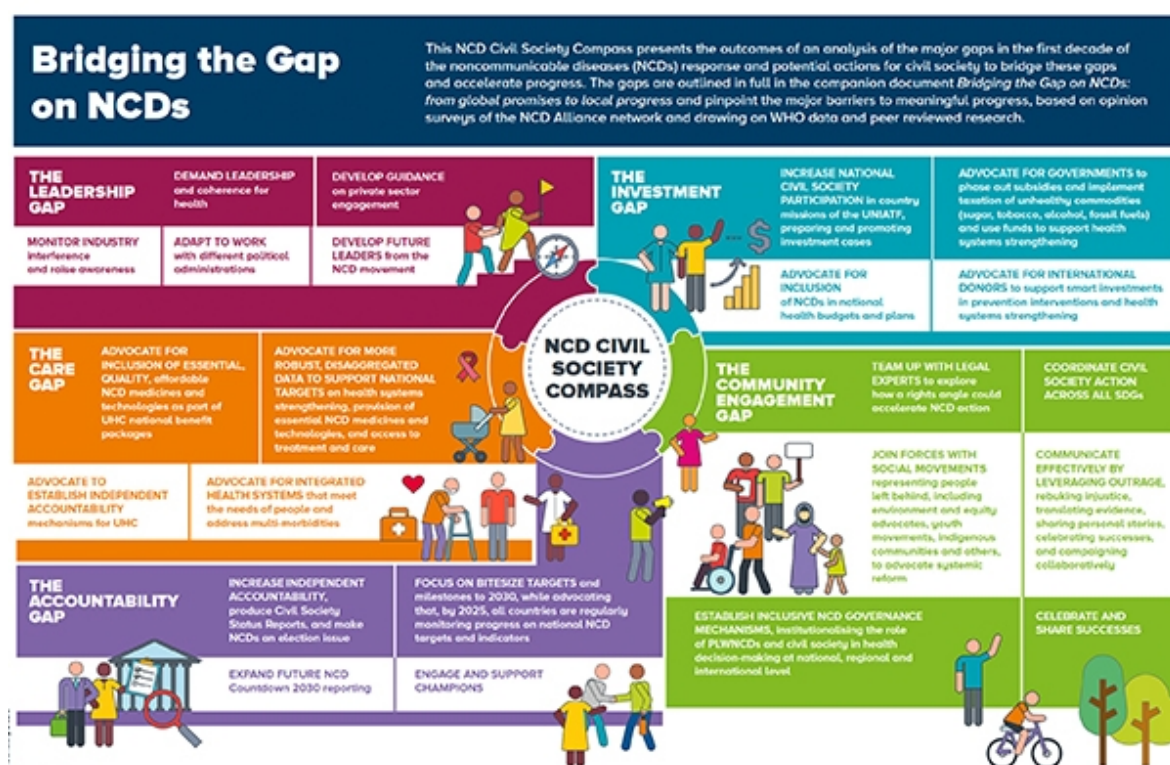 Bridging the Gap
on NCDs
This NCD Civil Society Compass presents the outcomes of an analysis of the major gaps in the first decade of
the noncommunicable diseases (NCDs) response and potential actions for civil society to bridge these gaps
and accelerate progress. The gaps are outlined in full in the companion document Bridging the Gap on NCDs:
from global promises to local progress and pinpoint the major barriers to meaningful progress, based on opinion
surveys of the NCD Alliance network and drawing on WHO data and peer reviewed research.
THE
LEADERSHIP
GAP
DEMAND LEADERSHIP
and coherence for
health
DEVELOP GUIDANCE
on private sector
engagement
MONITOR INDUSTRY
interference
and raise awareness
ADAPT TO WORK
with different political
administrations
DEVELOP FUTURE
LEADERS from the
NCD movement
THE
INVESTMENT
GAP
INCREASE NATIONAL
CIVIL SOCIETY
PARTICIPATION in country
missions of the UNIATF,
preparing and promoting
investment cases
ADVOCATE FOR GOVERNMENTS to
phase out subsidies and implement
taxation of unhealthy commodities
(sugar, tobacco, alcohol, fossil fuels)
and use funds to support health
systems strengthening
ADVOCATE FOR
INCLUSION
of NCDs in national
health budgets and plans
ADVOCATE FOR INTERNATIONAL
DONORS to support smart investments
in prevention interventions and health
systems strengthening
NCD CIVIL
SOCIETY
COMPASS
THE
CARE
GAP
ADVOCATE FOR
INCLUSION OF ESSENTIAL,
QUALITY, affordable
NCD medicines and
technologies as part of
UHC national benefit
packages
ADVOCATE FOR MORE
ROBUST, DISAGGREGATED
DATA TO SUPPORT NATIONAL
TARGETS on health systems
strengthening, provision of
essential NCD medicines and
technologies, and access to
treatment and care
ADVOCATE TO
ESTABLISH INDEPENDENT
ACCOUNTABILITY
mechanisms for UHC
ADVOCATE FOR INTEGRATED
HEALTH SYSTEMS that meet
the needs of people and
address multi-morbidities
THE
COMMUNITY
ENGAGEMENT
GAP
TEAM UP WITH LEGAL
EXPERTS to explore
how a rights angle could
accelerate NCD action
COORDINATE CIVIL
SOCIETY ACTION
ACROSS ALL SDGs
JOIN FORCES WITH
SOCIAL MOVEMENTS
representing people
left behind, including
environment and equity
advocates, youth
movements, indigenous
communities and others,
to advocate systemic
reform
COMMUNICATE
EFFECTIVELY BY
LEVERAGING OUTRAGE,
rebuking injustice,
translating evidence,
sharing personal stories,
celebrating successes,
and campaigning
collaboratively
ESTABLISH INCLUSIVE NCD GOVERNANCE
MECHANISMS, institutionalising the role
of PLWNCDs and civil society in health
decision-making at national, regional and
international level
CELEBRATE AND
SHARE SUCCESSES
THE
ACCOUNTABILITY
GAP
INCREASE INDEPENDENT
ACCOUNTABILITY,
produce Civil Society
Status Reports, and make
NCDs an election issue
FOCUS ON BITESIZE TARGETS and
milestones to 2030, while advocating
that, by 2025, all countries are regularly
monitoring progress on national NCD
targets and indicators
EXPAND FUTURE NCD
Countdown 2030 reporting
ENGAGE AND SUPPORT
CHAMPIONS